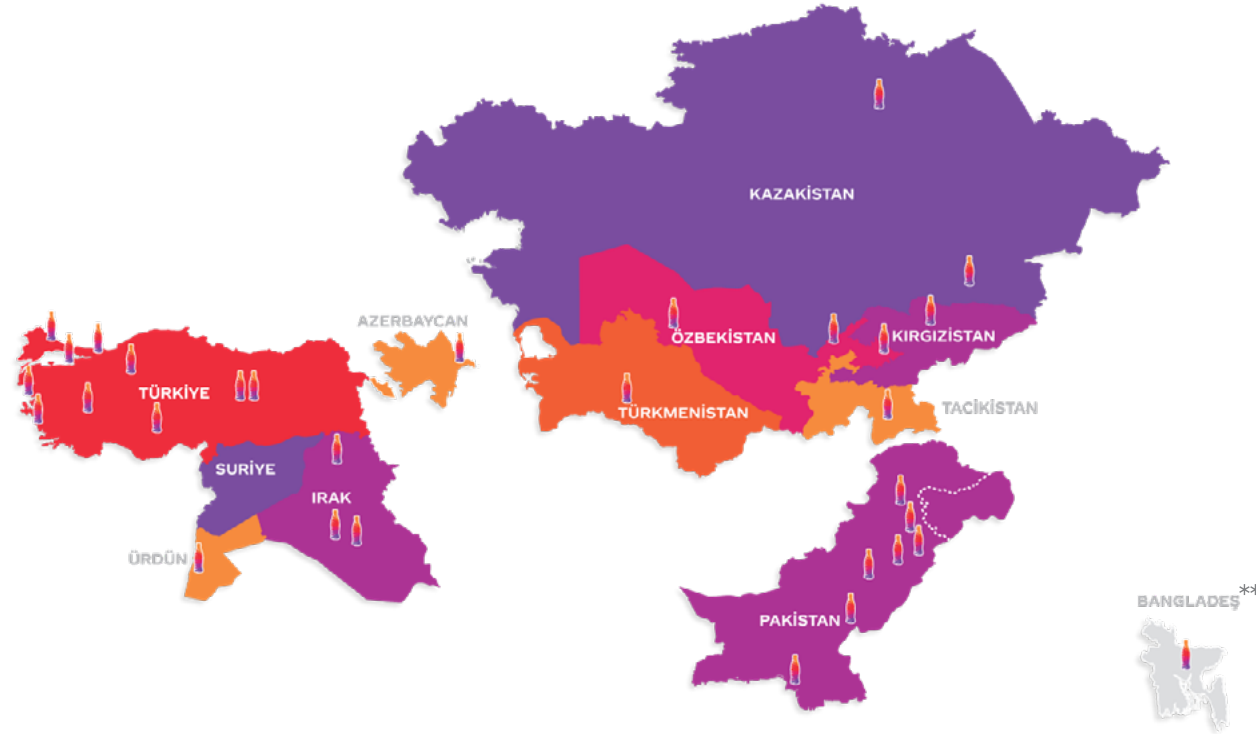 KAZAKİSTAN
AZERBAYCAN
ÖZBEKİSTAN
KIRGIZİSTAN
TÜRKİYE
TÜRKMENİSTAN
TACİKİSTAN
SURİYE
IRAK
ÜRDÜN
BANGLADEŞ**
PAKİSTAN